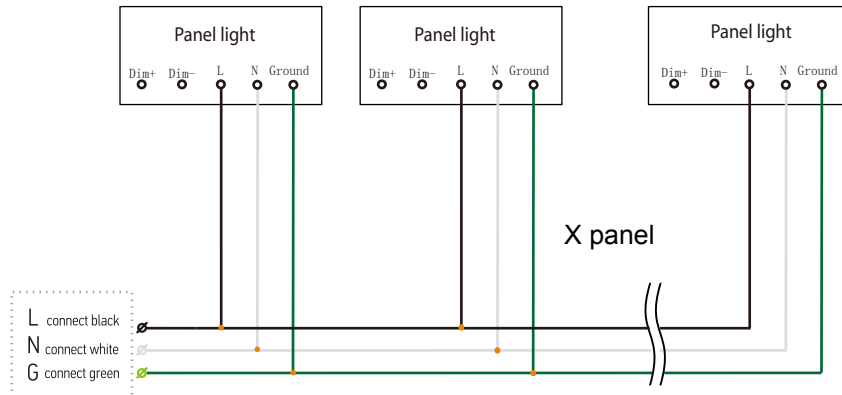 Panel light
Dim+ Dim- L N Ground
Panel light
Dim+ Dim- L N Ground
Panel light
Dim+ Dim- L N Ground
X panel
L connect black
N connect white
G connect green